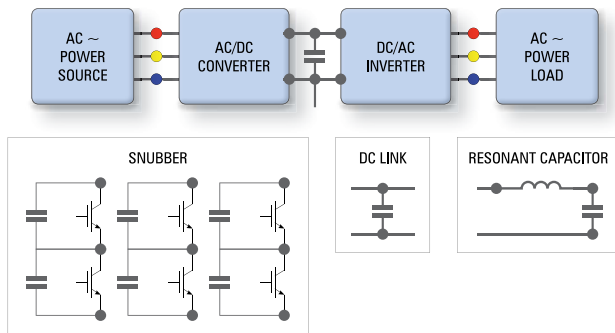 AC ~
POWER
SOURCE
AC/DC
CONVERTER
DC/AC
INVERTER
AC ~
POWER
LOAD
SNUBBER
DC LINK
RESONANT CAPACITOR